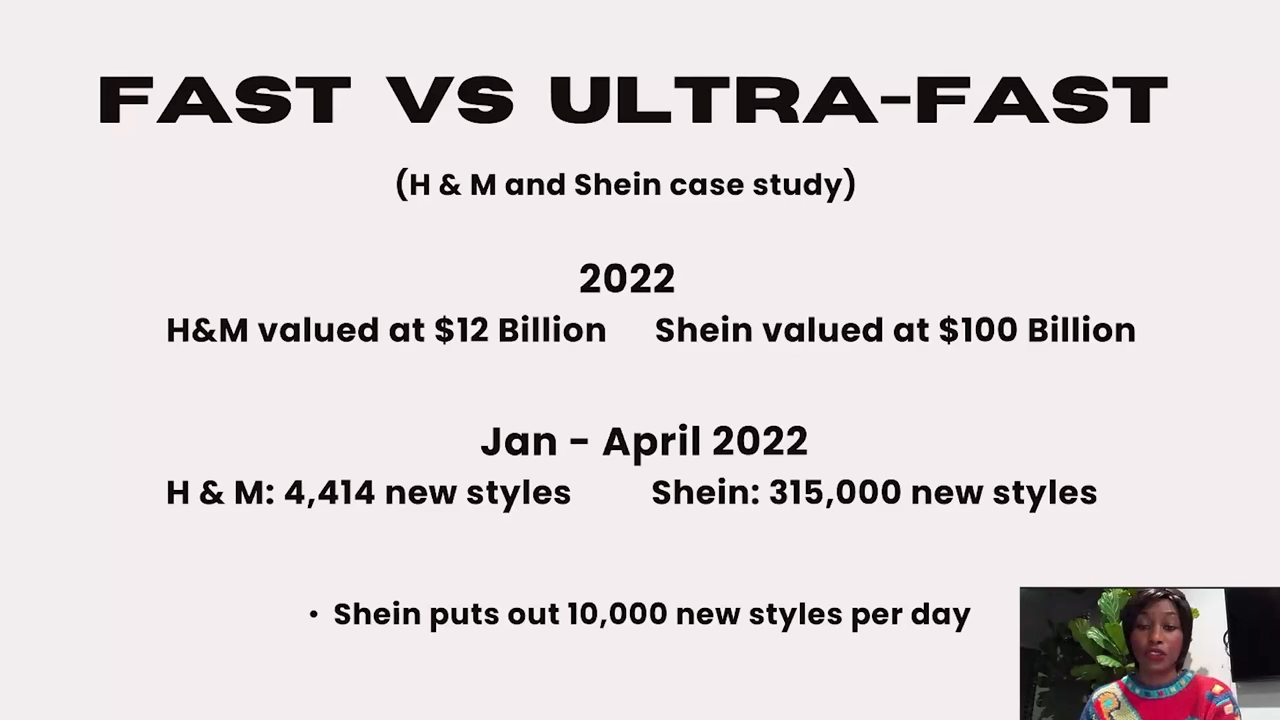 FAST VS ULTRA-FAST
(H & M and Shein case study)
2022
H&M valued at $12 Billion Shein valued at $100 Billion
Jan - April 2022
H & M: 4,414 new styles Shein: 315,000 new styles
• Shein puts out 10,000 new styles per day